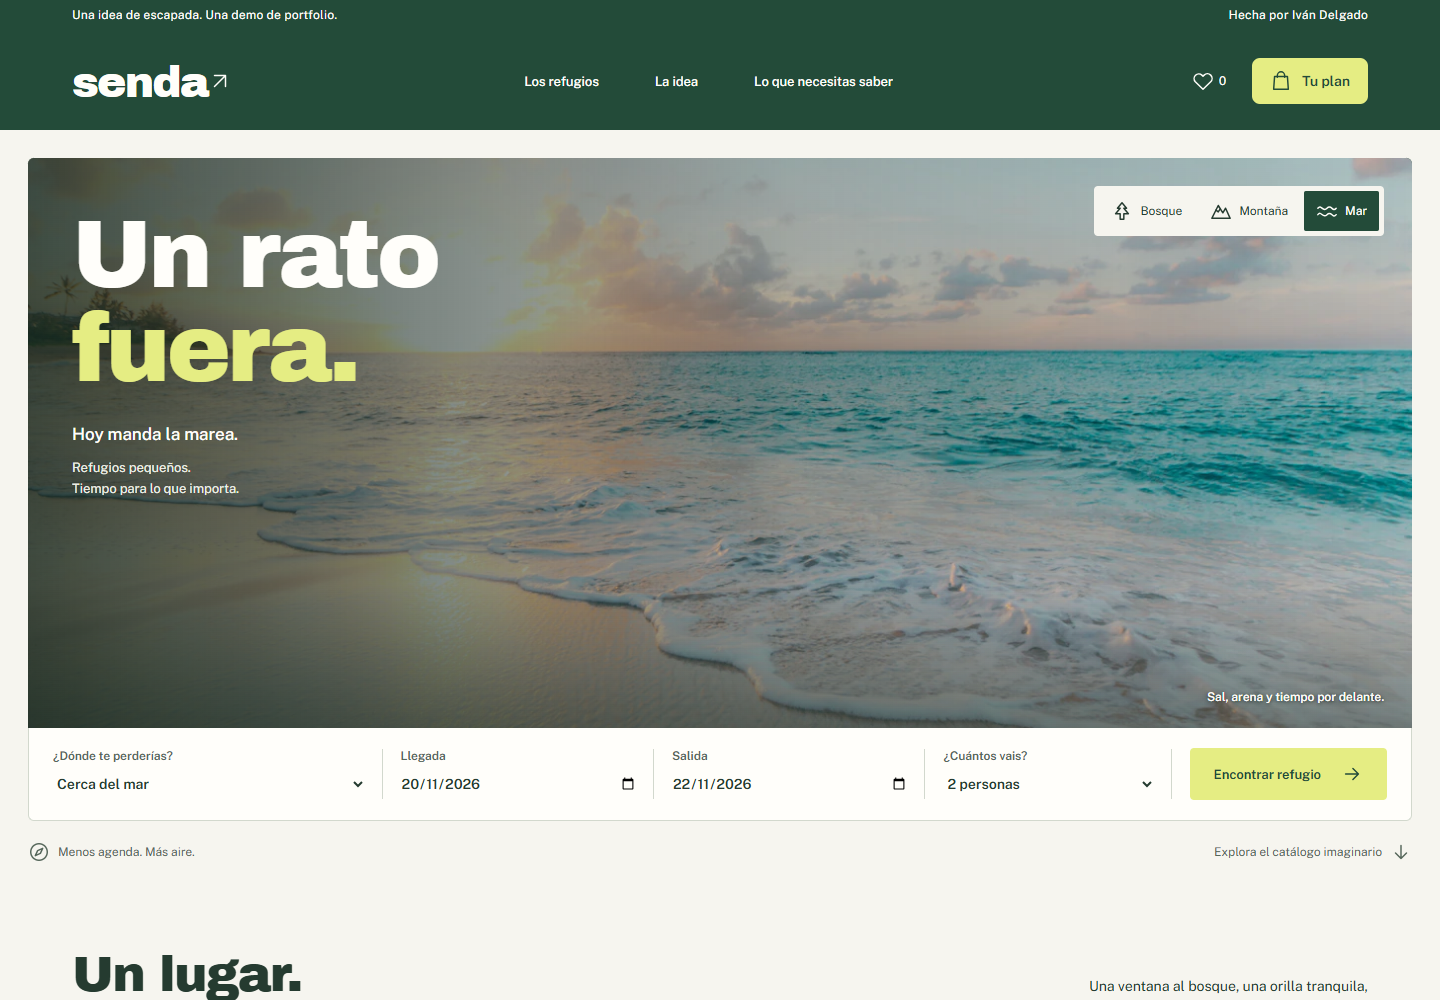 Una idea de escapada. Una demo de portfolio.
Hecha por Iván Delgado
senda
Los refugios
La idea
Lo que necesitas saber
0
Tu plan
Bosque
Montaña
Mar
Un rato
fuera.
Hoy manda la marea.
Refugios pequeños.
Tiempo para lo que importa.
Sal, arena y tiempo por delante.
¿Dónde te perderías?
Cerca del mar
Llegada
20/11/2026
Salida
22/11/2026
¿Cuántos vais?
2 personas
Encontrar refugio
Menos agenda. Más aire.
Explora el catálogo imaginario
Un lugar.
Una ventana al bosque, una orilla tranquila,